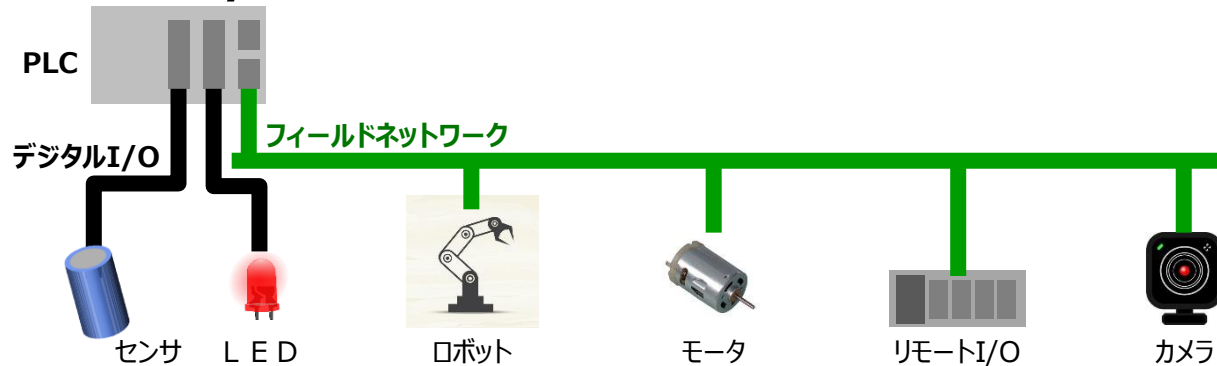 PLC
フィールドネットワーク
デジタルI/O
センサ
ＬＥＤ
ロボット
モータ
リモートI/O
カメラ